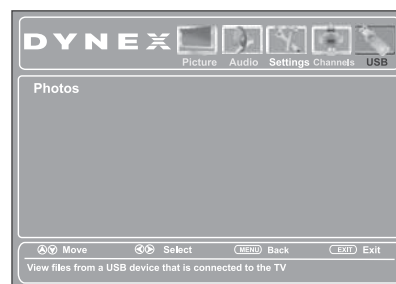 DYNEX
Picture Audio Settings Channels USB
Photos
Move Select MENU Back EXIT Exit
View files from a USB device that is connected to the TV